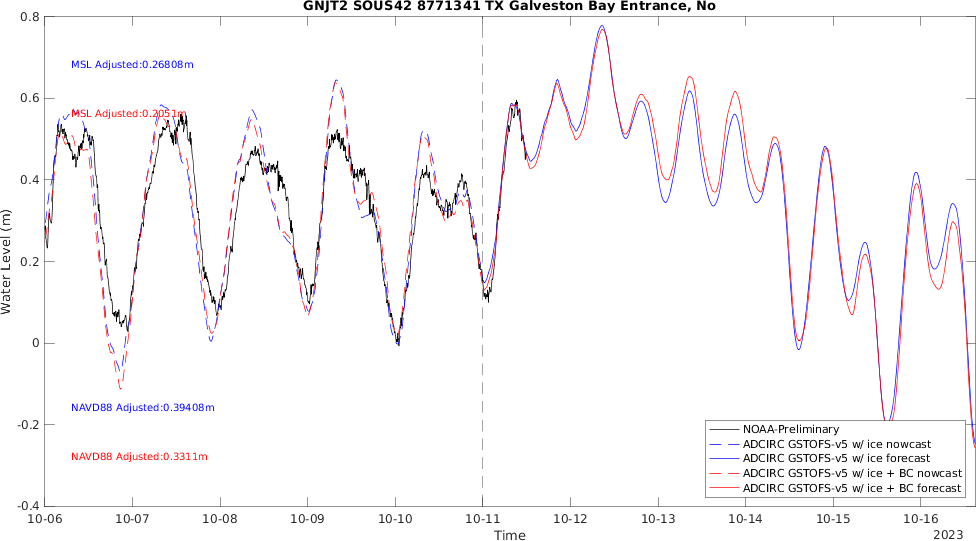 GNJT2 SOUS42 8771341 TX Galveston Bay Entrance, No
Water Level (m)
0.8
0.6
0.4
0.2
0
-0.2
-0.4
MSL Adjusted:0.26808m
MSL Adjusted:0.2051m
NAVD88 Adjusted:0.39408m
NAVD88 Adjusted:0.3311m
NOAA-Preliminary
ADCIRC GSTOFS-v5 w/ ice nowcast
ADCIRC GSTOFS-v5 w/ ice forecast
ADCIRC GSTOFS-v5 w/ ice + BC nowcast
ADCIRC GSTOFS-v5 w/ ice + BC forecast
10-06 10-07 10-08 10-09 10-10 10-11 10-12 10-13 10-14 10-15 10-16
Time
2023